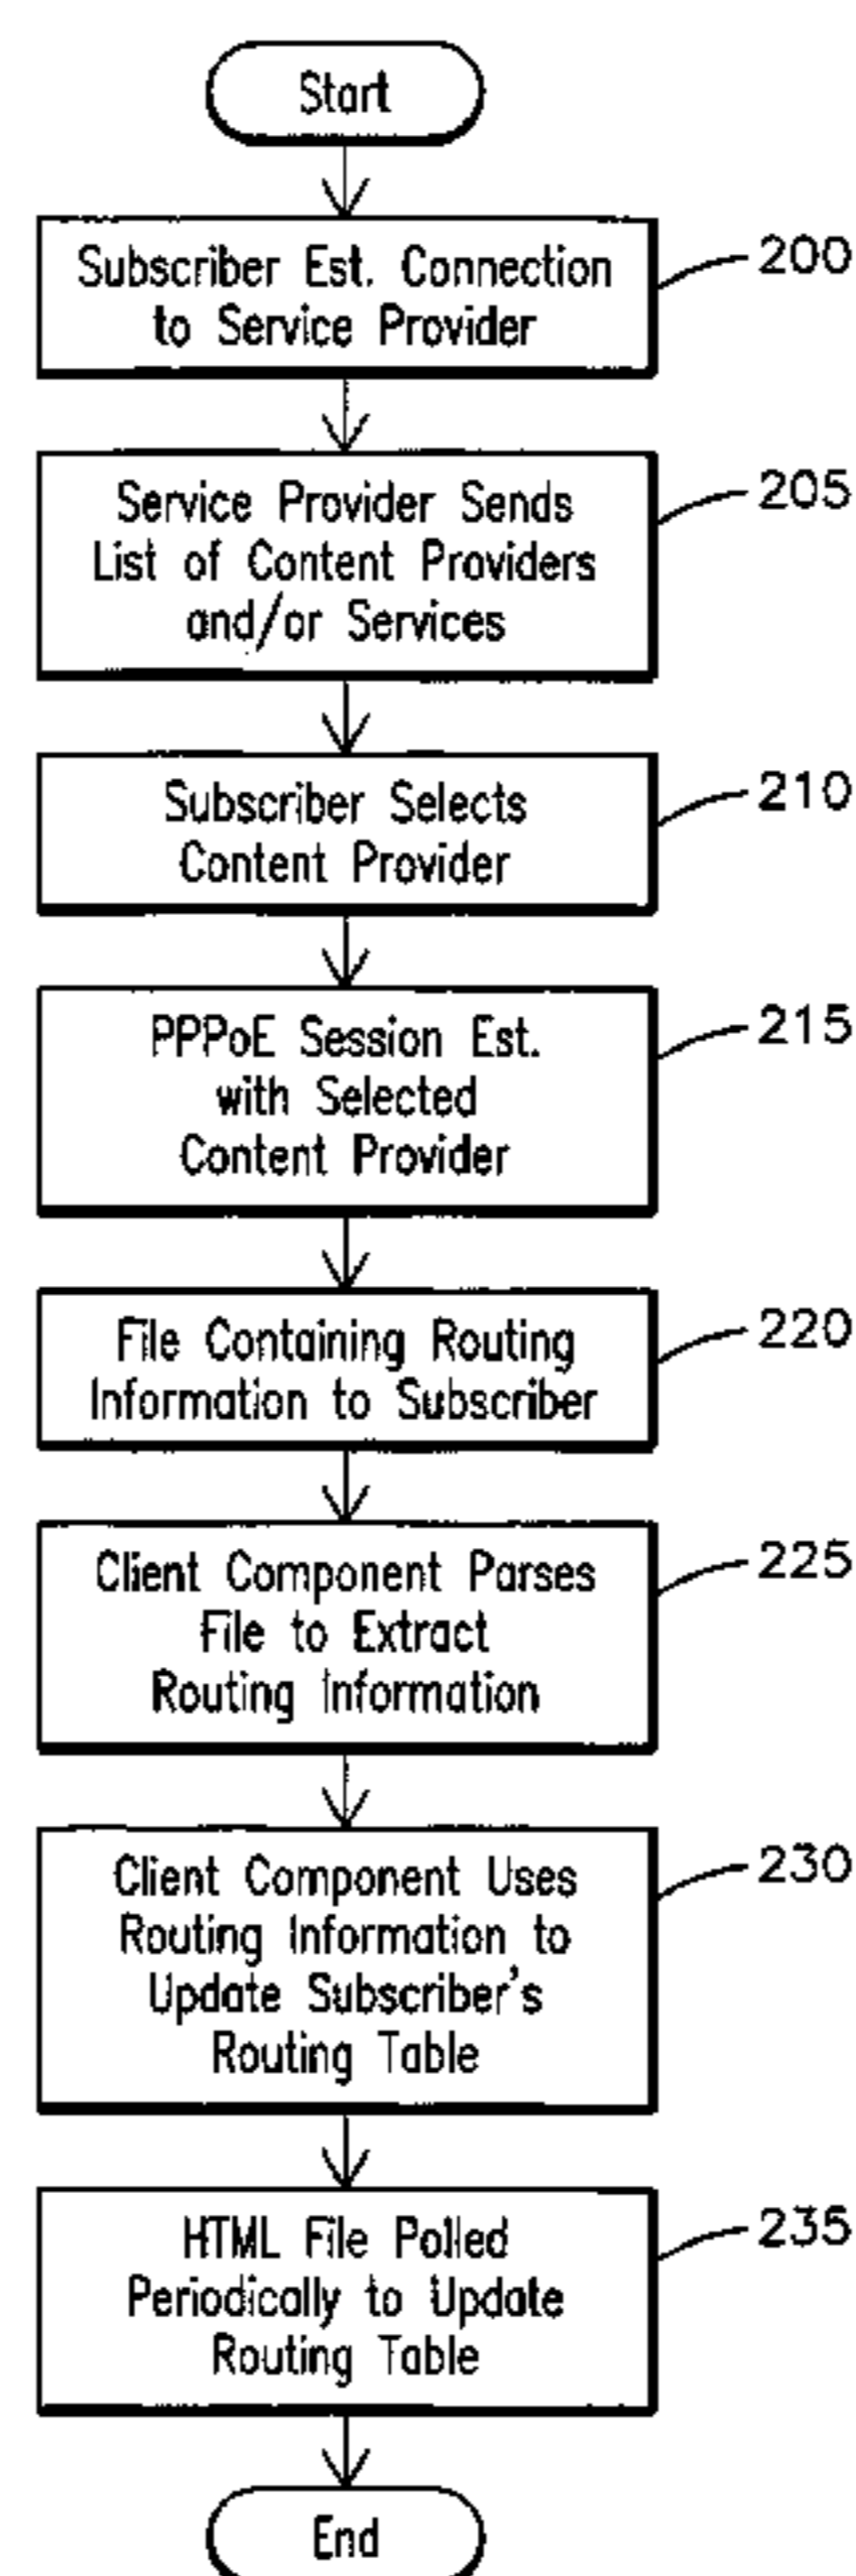 Start
Subscriber Est. Connection
to Service Provider
200
Service Provider Sends
List of Content Providers
and/or Services
205
Subscriber Selects
Content Provider
210
PPPoE Session Est.
with Selected
Content Provider
215
File Containing Routing
Information to Subscriber
220
Client Component Parses
File to Extract
Routing Information
225
Client Component Uses
Routing Information to
Update Subscriber's
Routing Table
230
HTML File Polled
Periodically to Update
Routing Table
235
End